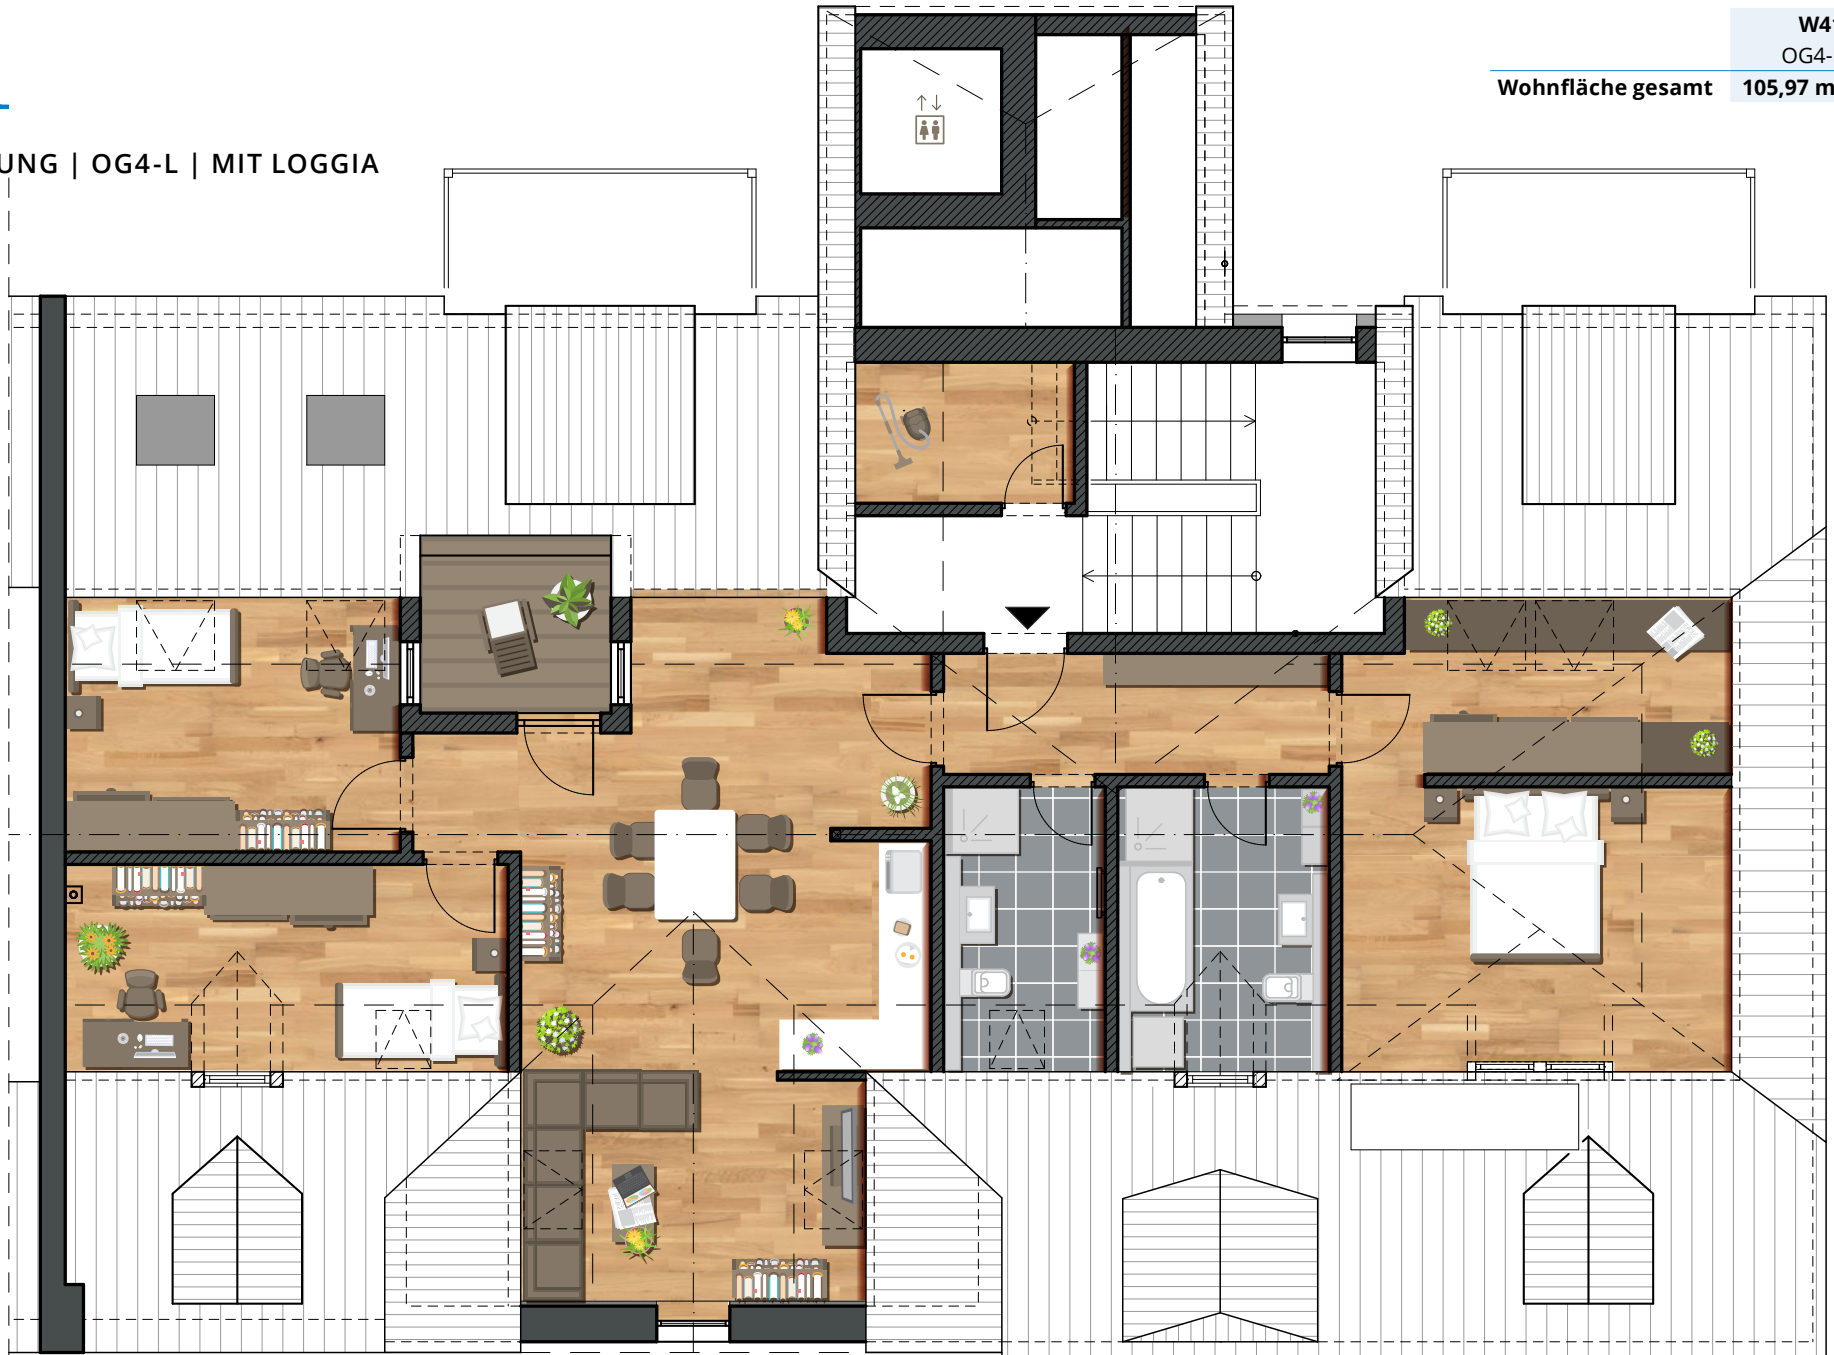 W4
OG4-
Wohnfläche gesamt 105,97 m
UNG | OG4-L | MIT LOGGIA